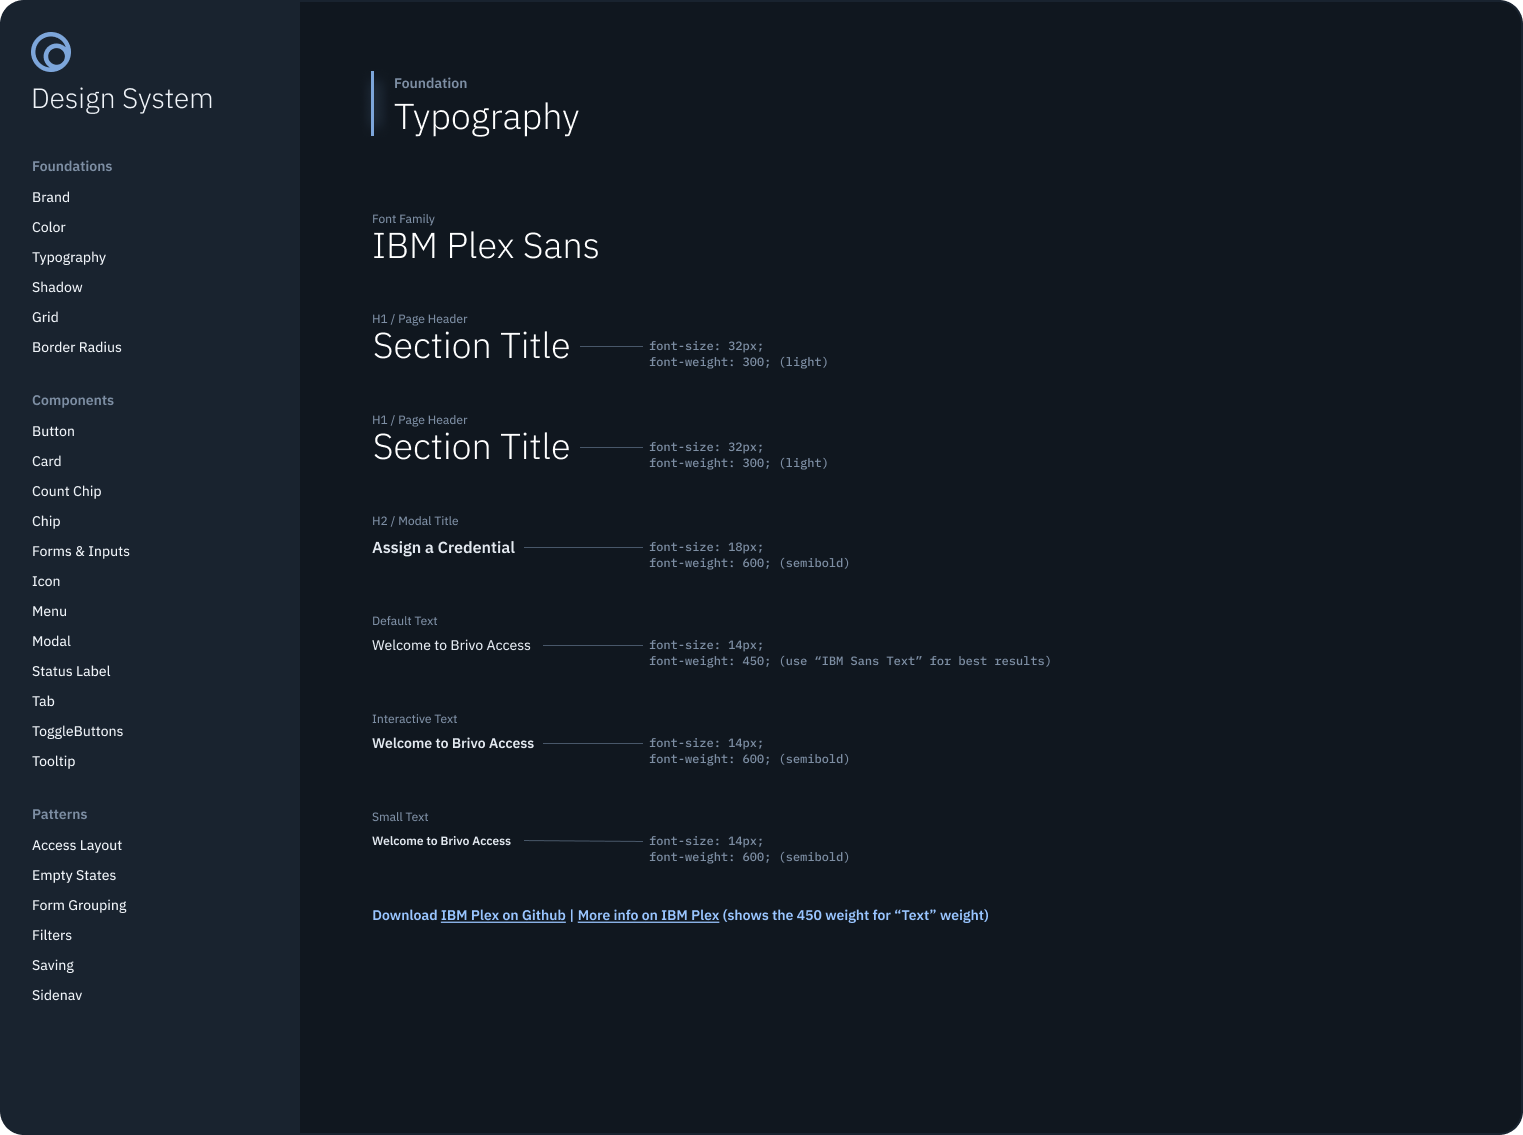 Design System
Foundations
Brand
Color
Typography
Shadow
Grid
Border Radius
Components
Button
Card
Count Chip
Chip
Forms & Inputs
Icon
Menu
Modal
Status Label
Tab
ToggleButtons
Tooltip
Patterns
Access Layout
Empty States
Form Grouping
Filters
Saving
Sidenav
Foundation
Typography
Font Family
IBM Plex Sans
H1 / Page Header
Section Title
font-size: 32px;
font-weight: 300; (light)
H1 / Page Header
Section Title
font-size: 32px;
font-weight: 300; (light)
H2 / Modal Title
Assign a Credential
font-size: 18px;
font-weight: 600; (semibold)
Default Text
Welcome to Brivo Access
font-size: 14px;
font-weight: 450; (use “IBM Sans Text” for best results)
Interactive Text
Welcome to Brivo Access
font-size: 14px;
font-weight: 600; (semibold)
Small Text
Welcome to Brivo Access
font-size: 14px;
font-weight: 600; (semibold)
Download IBM Plex on Github | More info on IBM Plex (shows the 450 weight for “Text” weight)